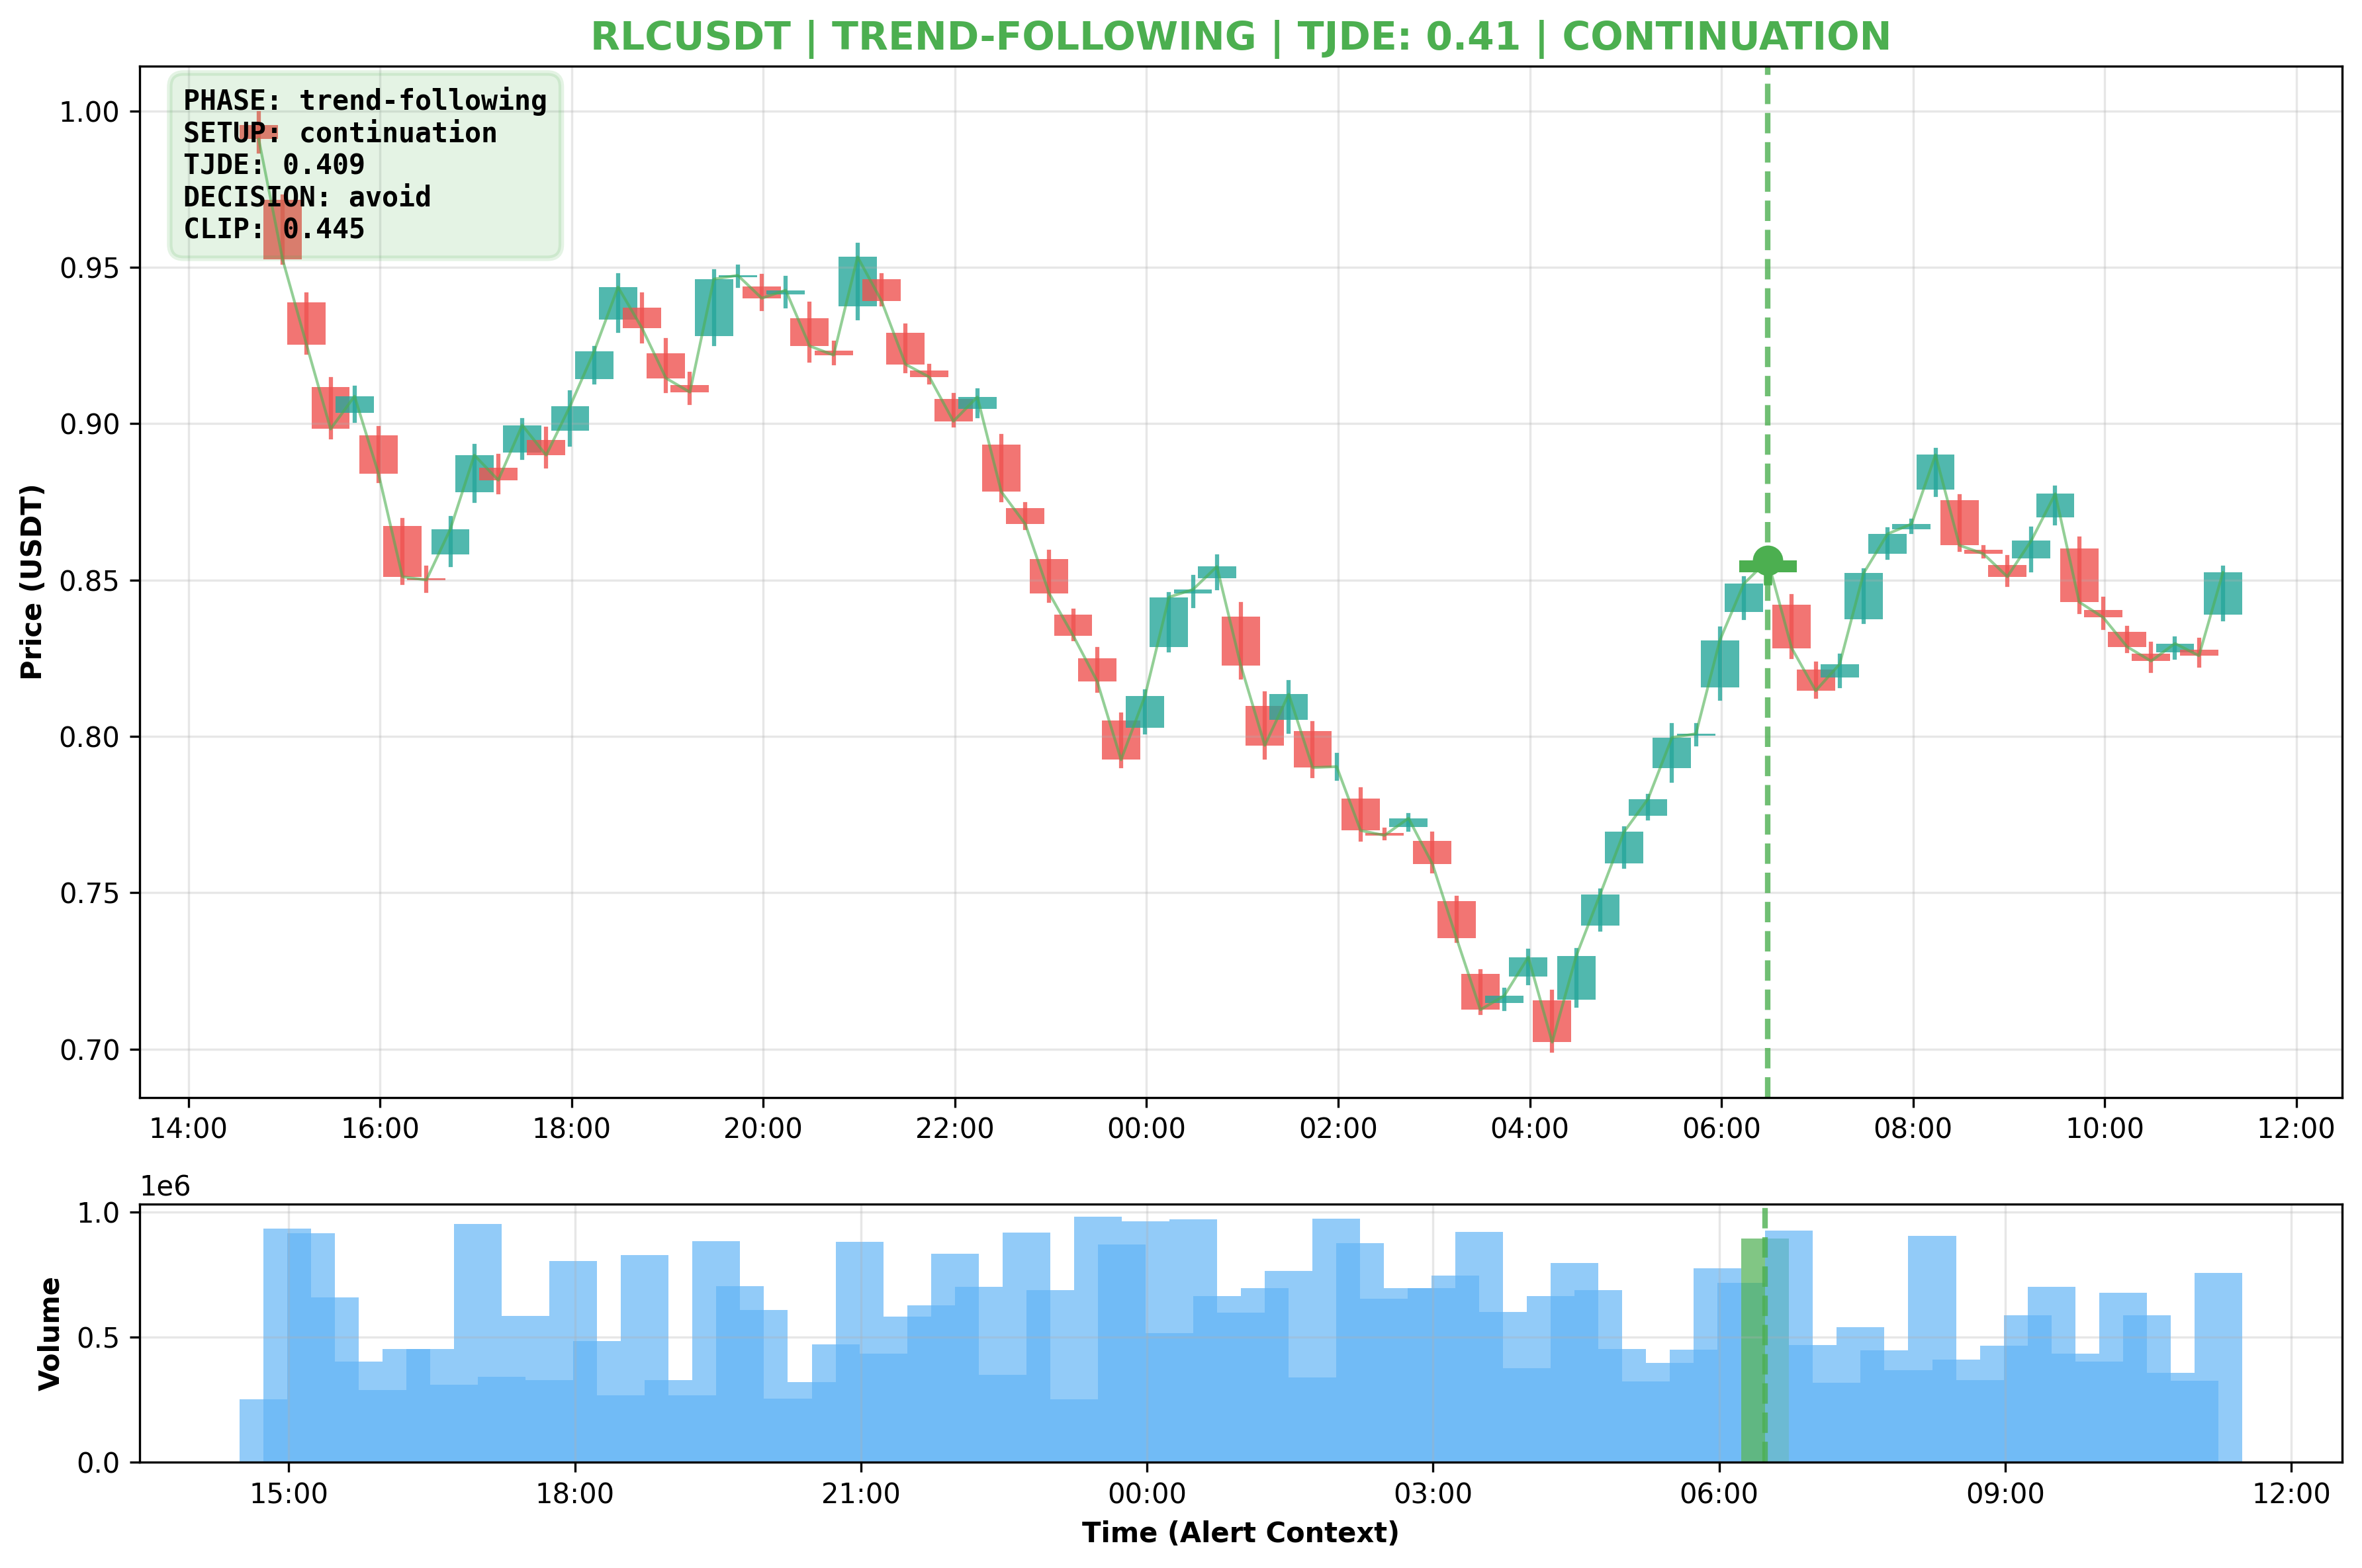 RLCUSDT | TREND-FOLLOWING | TJDE: 0.41 | CONTINUATION
PHASE: trend-following
SETUP: continuation
TJDE: 0.409
DECISION: avoid
CLIP: 0.445
Price (USDT)
1.00
0.95
0.90
0.85
0.80
0.75
0.70
14:00 16:00 18:00 20:00 22:00 00:00 02:00 04:00 06:00 08:00 10:00 12:00
1e6
Volume
1.0
0.5
0.0
15:00 18:00 21:00 00:00 03:00 06:00 09:00 12:00
Time (Alert Context)